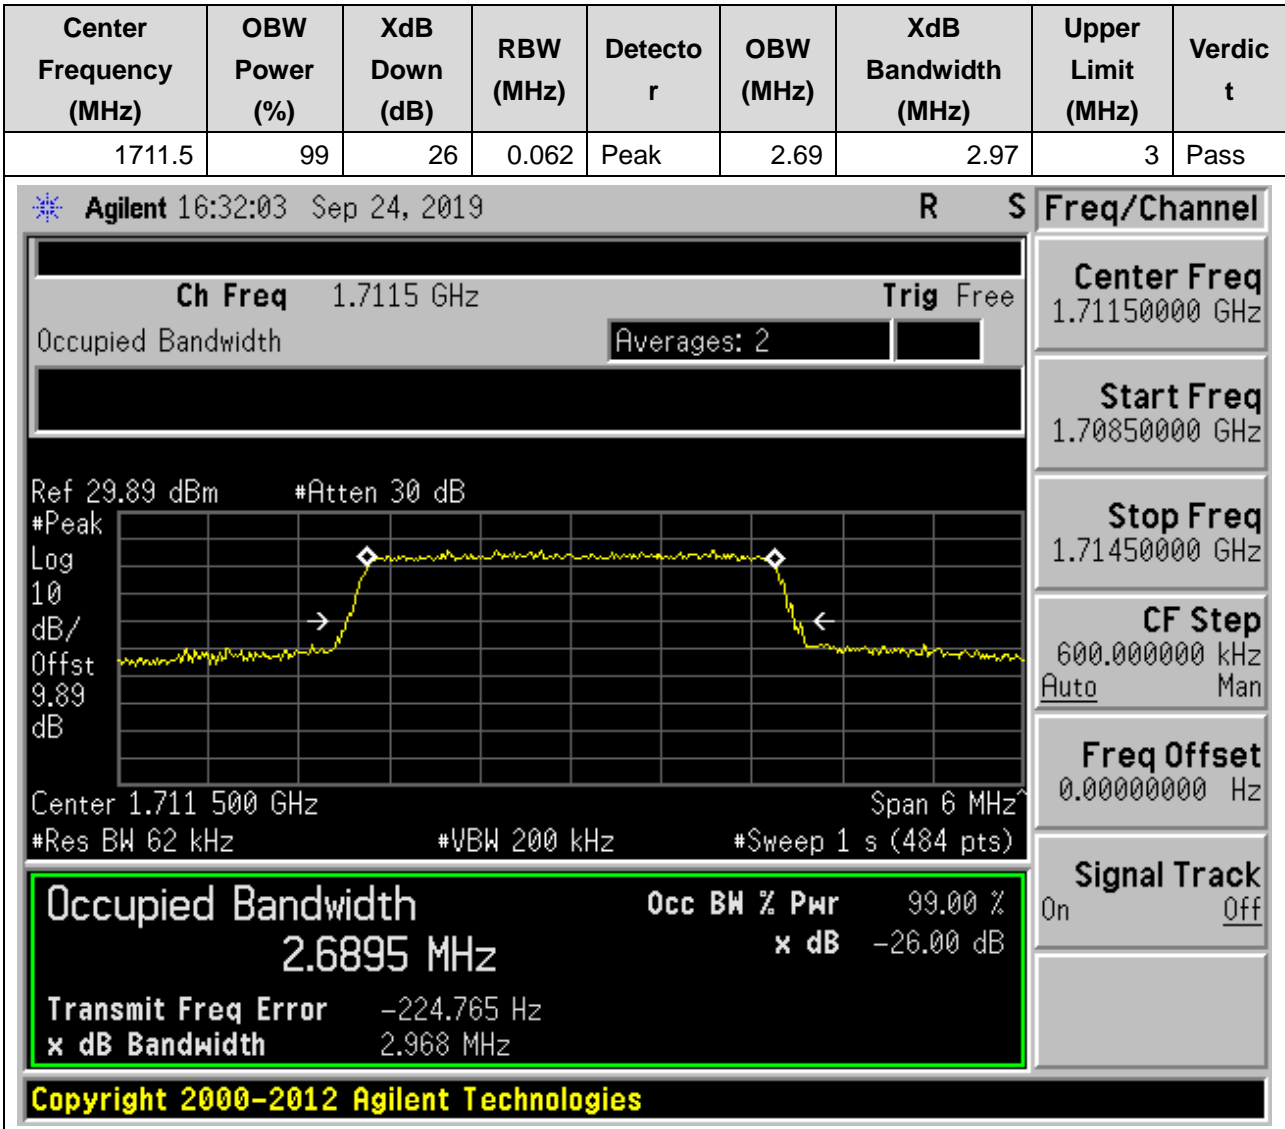 Center Frequency (MHz) OBW Power (%) XdB Down (dB) RBW (MHz) Detecto r OBW (MHz) XdB Bandwidth (MHz) Upper Limit (MHz) Verdic t
1711.5 99 26 0.062 Peak 2.69 2.97 3 Pass
Agilent 16:32:03 Sep 24, 2019 R S Freq/Channel
Ch Freq 1.7115 GHz Trig Free
Occupied Bandwidth Averages: 2
Center Freq
1.71150000 GHz
Start Freq
1.70850000 GHz
Stop Freq
1.71450000 GHz
CF Step
600.000000 kHz
Auto Man
Freq Offset
0.00000000 Hz
Signal Track
On Off
Ref 29.89 dBm #Atten 30 dB
#Peak
Log
10
dB/
Offst
9.89
dB
Center 1.711 500 GHz Span 6 MHz^
#Res BW 62 kHz #VBW 200 kHz #Sweep 1 s (484 pts)
Occupied Bandwidth Occ BW % Pwr 99.00 %
2.6895 MHz x dB -26.00 dB
Transmit Freq Error -224.765 Hz
x dB Bandwidth 2.968 MHz
Copyright 2000-2012 Agilent Technologies